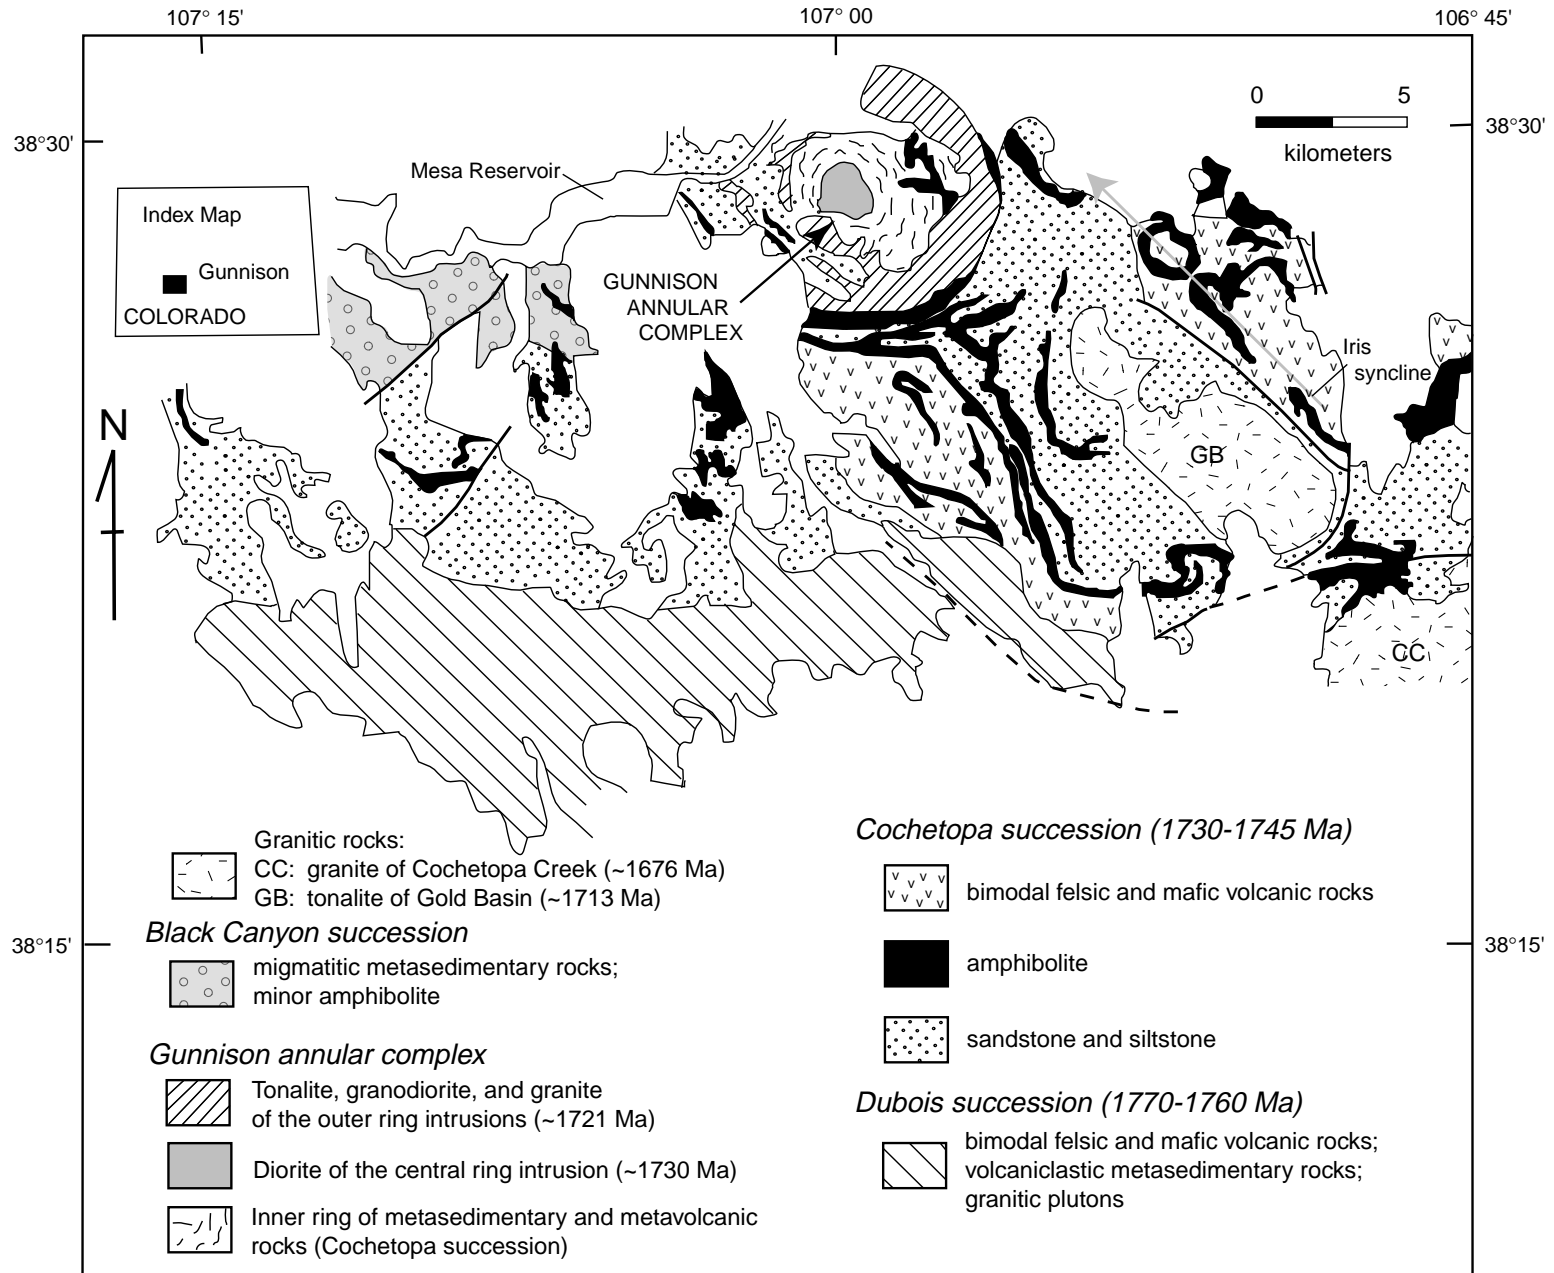 107° 15'
107° 00
106° 45'
38°30'
38°30'
0 5
kilometers
Mesa Reservoir
Index Map
Gunnison
COLORADO
GUNNISON
ANNULAR
COMPLEX
Iris
syncline
N
GB
CC
Granitic rocks:
CC: granite of Cochetopa Creek (~1676 Ma)
GB: tonalite of Gold Basin (~1713 Ma)
Black Canyon succession
migmatitic metasedimentary rocks;
minor amphibolite
Gunnison annular complex
Tonalite, granodiorite, and granite
of the outer ring intrusions (~1721 Ma)
Diorite of the central ring intrusion (~1730 Ma)
Inner ring of metasedimentary and metavolcanic
rocks (Cochetopa succession)
Cochetopa succession (1730-1745 Ma)
bimodal felsic and mafic volcanic rocks
amphibolite
sandstone and siltstone
Dubois succession (1770-1760 Ma)
bimodal felsic and mafic volcanic rocks;
volcaniclastic metasedimentary rocks;
granitic plutons
38°15'
38°15'